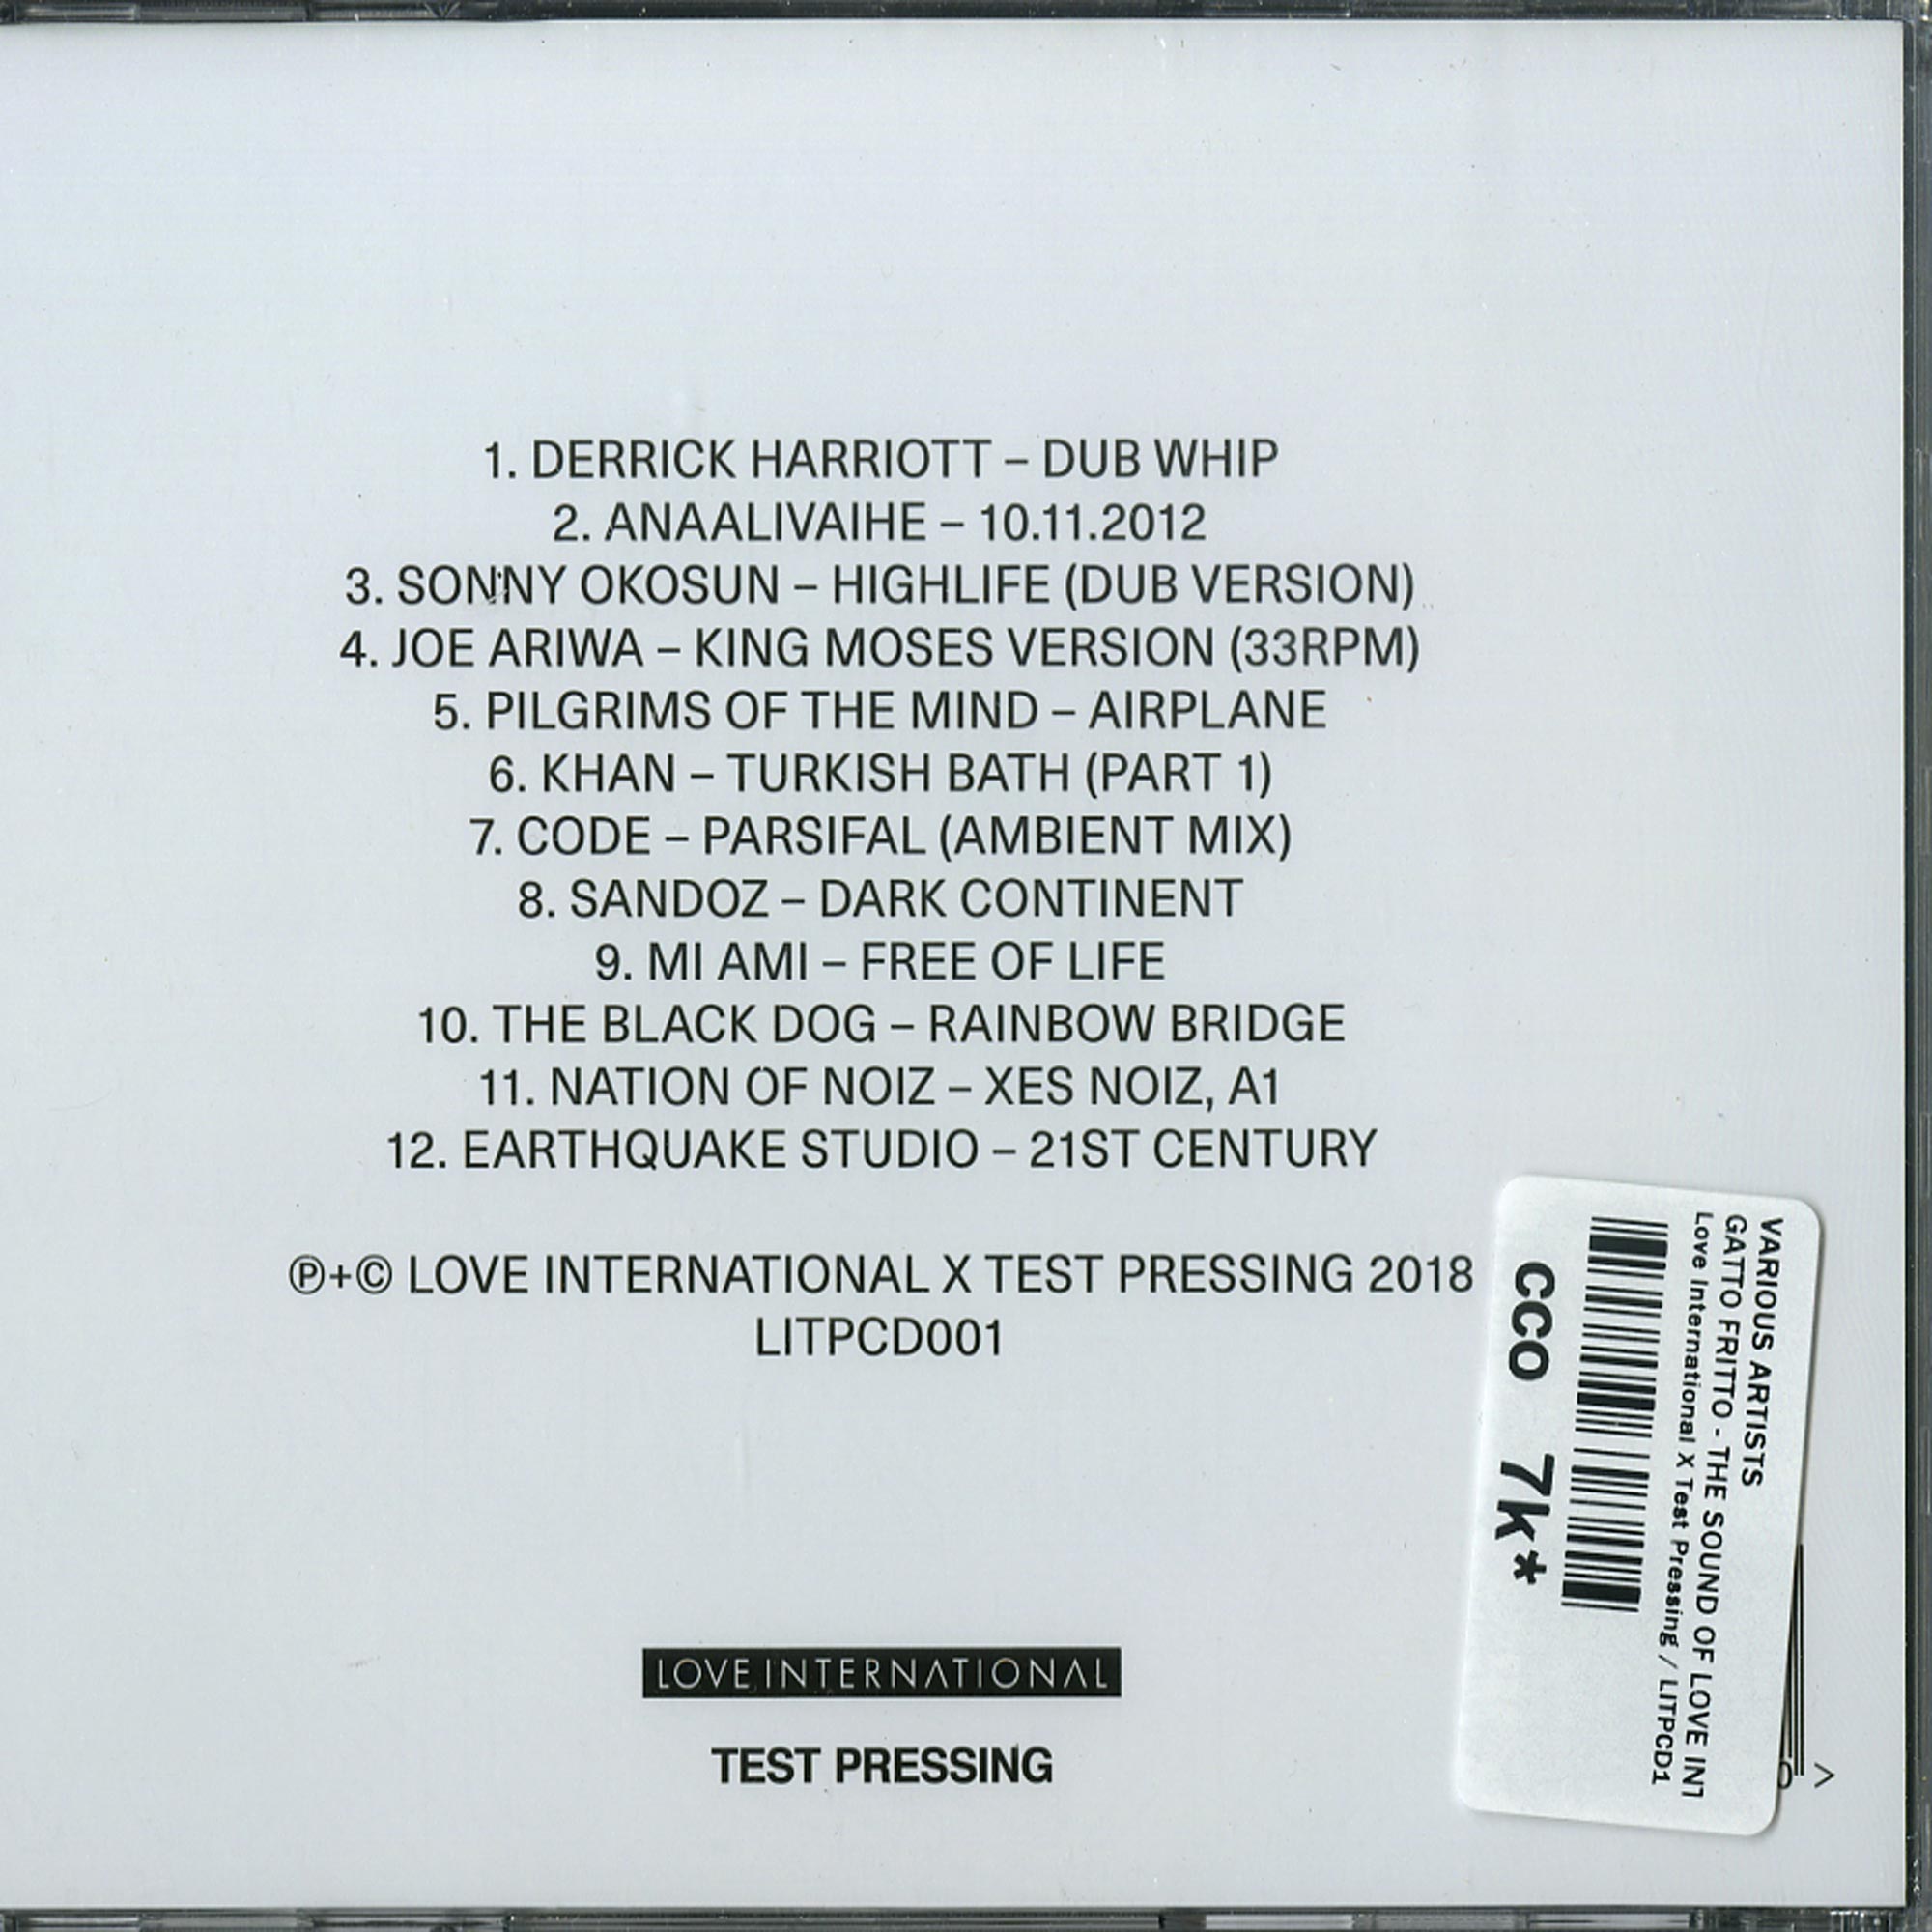 1. DERRICK HARRIOTT – DUB WHIP
2. ANAALIVAIHE – 10.11.2012
3. SONNY OKOSUN – HIGHLIFE (DUB VERSION)
4. JOE ARIWA – KING MOSES VERSION (33RPM)
5. PILGRIMS OF THE MIND – AIRPLANE
6. KHAN – TURKISH BATH (PART 1)
7. CODE – PARSIFAL (AMBIENT MIX)
8. SANDOZ – DARK CONTINENT
9. MI AMI – FREE OF LIFE
10. THE BLACK DOG – RAINBOW BRIDGE
11. NATION OF NOIZ – XES NOIZ, A1
12. EARTHQUAKE STUDIO – 21ST CENTURY
℗+© LOVE INTERNATIONAL X TEST PRESSING 2018
LITPCD001
LOVE INTERNATIONAL
TEST PRESSING
VARIOUS ARTISTS
GATTO FRITTO - THE SOUND OF LOVE INT
Love International X Test Pressing / LITPCD1
CCO 7k*
>